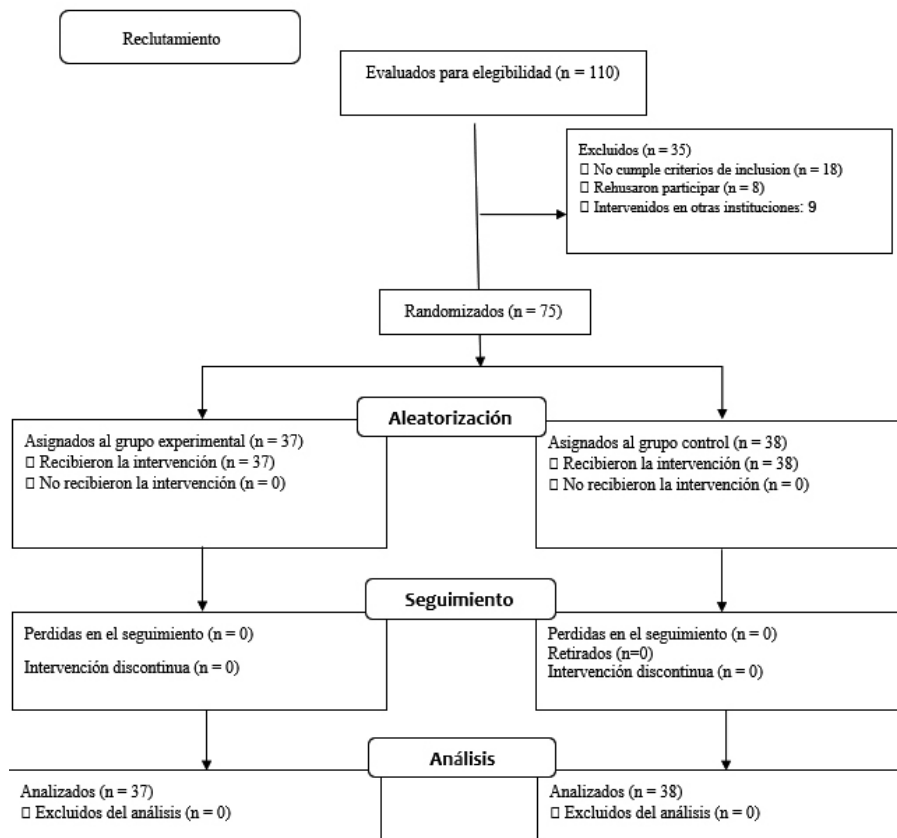 Reclutamiento
Evaluados para elegibilidad (n = 110)
Excluidos (n = 35)
□ No cumple criterios de inclusion (n = 18)
□ Rehusaron participar (n = 8)
□ Intervenidos en otras instituciones: 9
Randomizados (n = 75)
Aleatorización
Asignados al grupo experimental (n = 37)
□ Recibieron la intervención (n = 37)
□ No recibieron la intervención (n = 0)
Asignados al grupo control (n = 38)
□ Recibieron la intervención (n = 38)
□ No recibieron la intervención (n = 0)
Seguimiento
Perdidas en el seguimiento (n = 0)
Intervención discontinua (n = 0)
Perdidas en el seguimiento (n = 0)
Retirados (n=0)
Intervención discontinua (n = 0)
Análisis
Analizados (n = 37)
□ Excluidos del análisis (n = 0)
Analizados (n = 38)
□ Excluidos del análisis (n = 0)